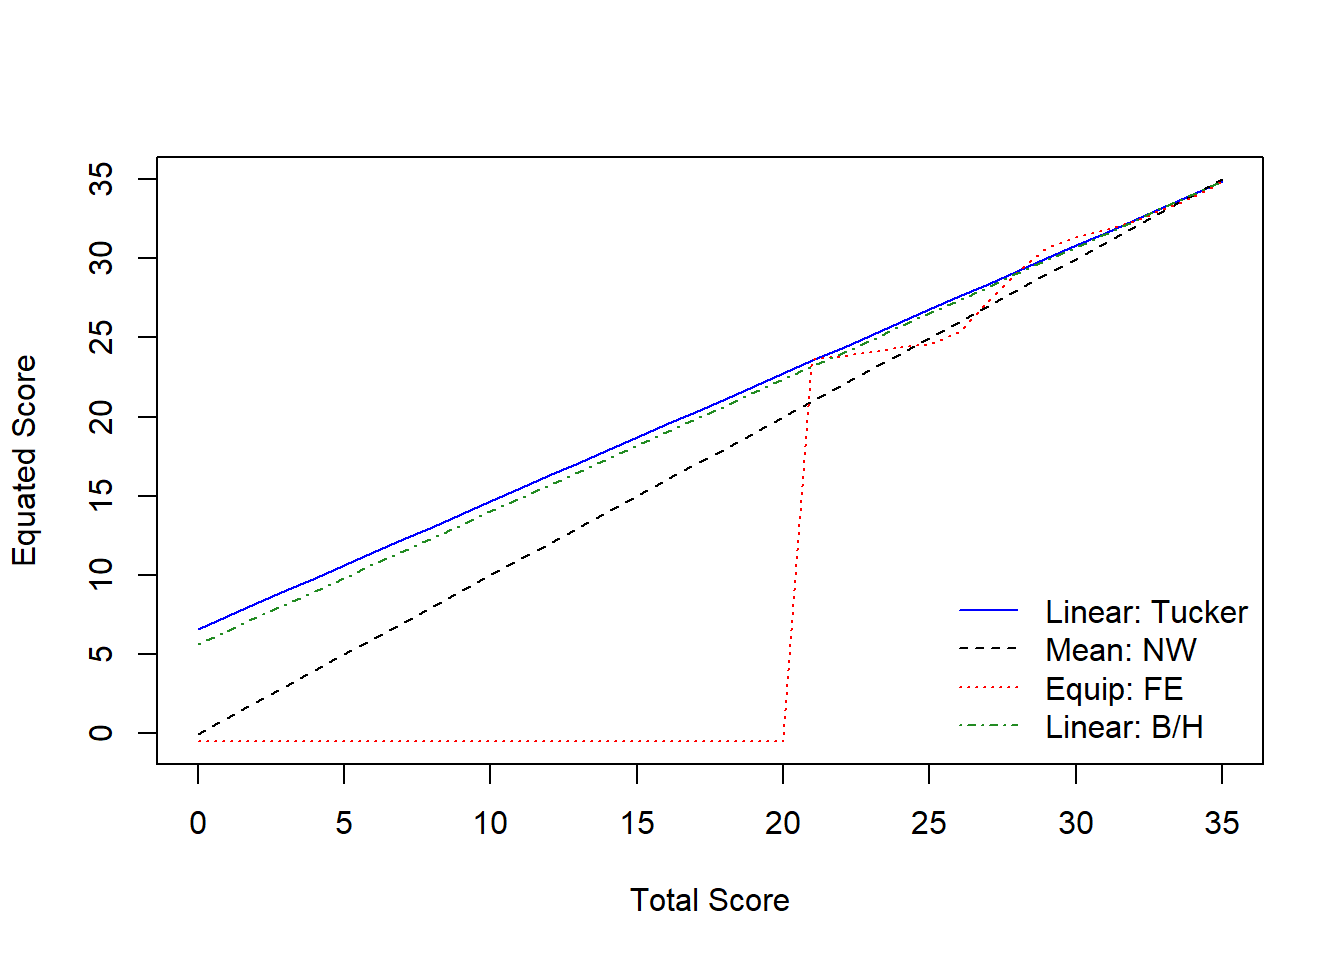 35
30
25
20
15
10
5
0
Equated Score
Linear: Tucker
Mean: NW
Equip: FE
Linear: B/H
0 5 10 15 20 25 30 35
Total Score